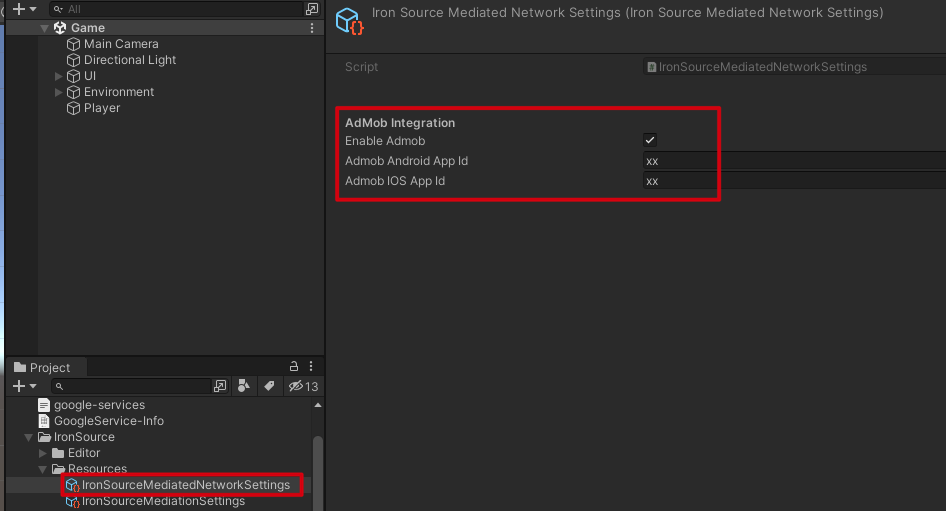 All
Game
Main Camera
Directional Light
UI
Environment
Player
Iron Source Mediated Network Settings (Iron Source Mediated Network Settings)
Script
IronSourceMediatedNetworkSettings
AdMob Integration
Enable Admob
Admob Android App Id
xx
Admob IOS App Id
xx
Project
13
google-services
GoogleService-Info
IronSource
Editor
Resources
IronSourceMediatedNetworkSettings
IronSourceMediationSettings